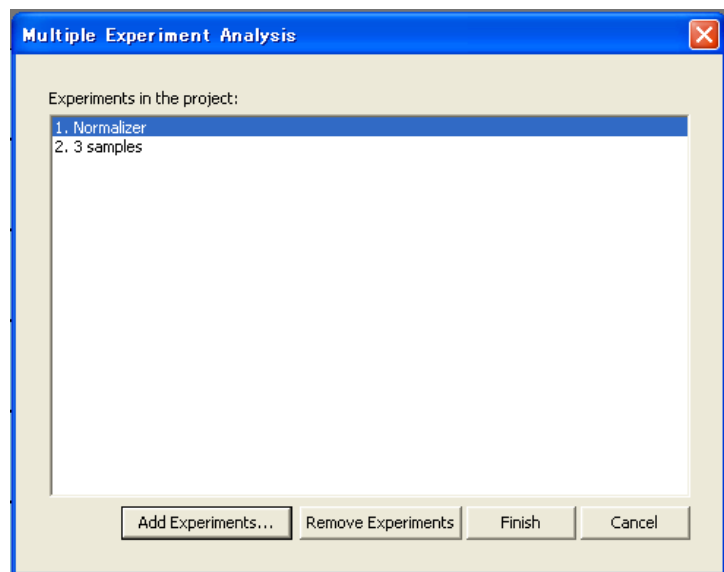 Multiple Experiment Analysis
Experiments in the project:
1. Normalizer
2. 3 samples
Add Experiments... Remove Experiments Finish Cancel